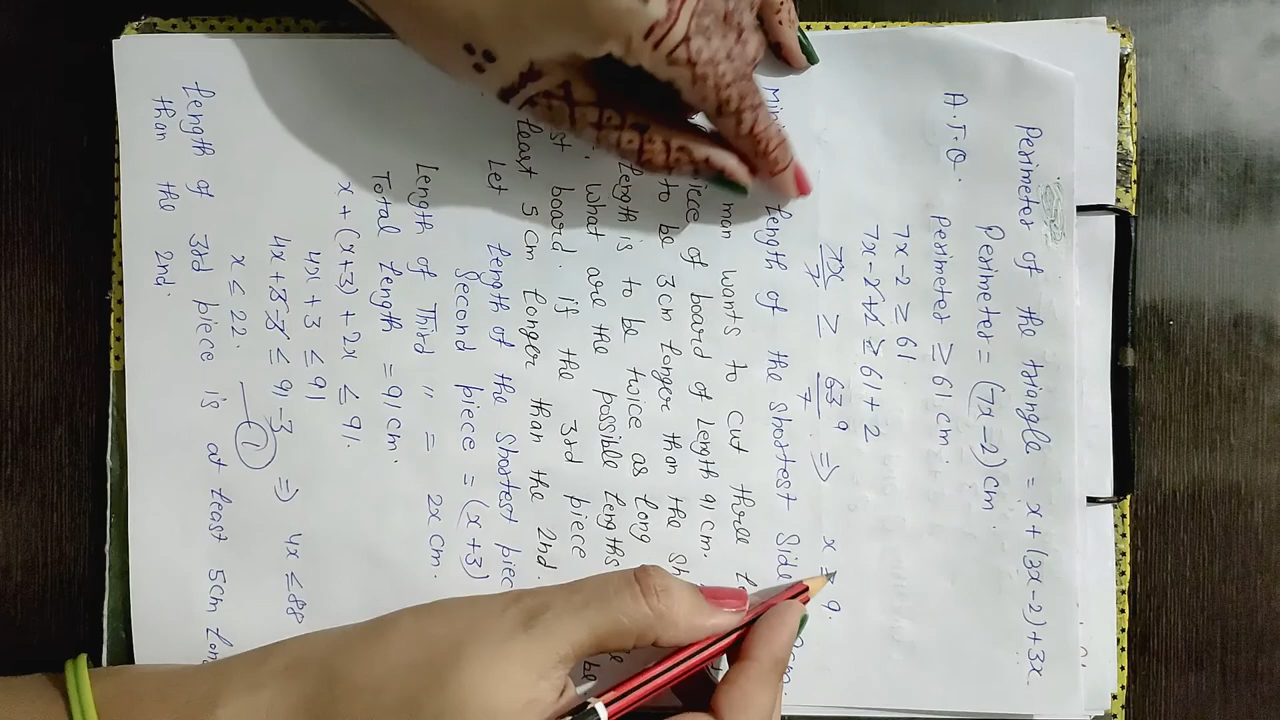 Perimeter of the triangle = x + (3x-2) + 3x
Perimeter = (7x-2) cm.
A.T.Q. Perimeter ≥ 61 cm.
7x-2 ≥ 61
7x-2+2 ≥ 61+2
7x/7 ≥ 63/7 9 ⇒ x ≥ 9.
Length of the shortest side
man wants to cut three
of board of Length 91 cm.
to be 3cm Longer than the
Length is to be twice as long
What are the possible lengths
board. if the 3rd piece be
least 5cm Longer than the 2nd.
Let Length of the shortest
Second piece = (x+3)
Length of Third " = 2x cm.
Total Length = 91 cm.
x + (x+3) + 2x ≤ 91.
4x + 3 ≤ 91
4x + 3-3 ≤ 91-3 ⇒ 4x ≤ 88
x ≤ 22. 1
Length of 3rd piece is at least 5cm
than the 2nd.